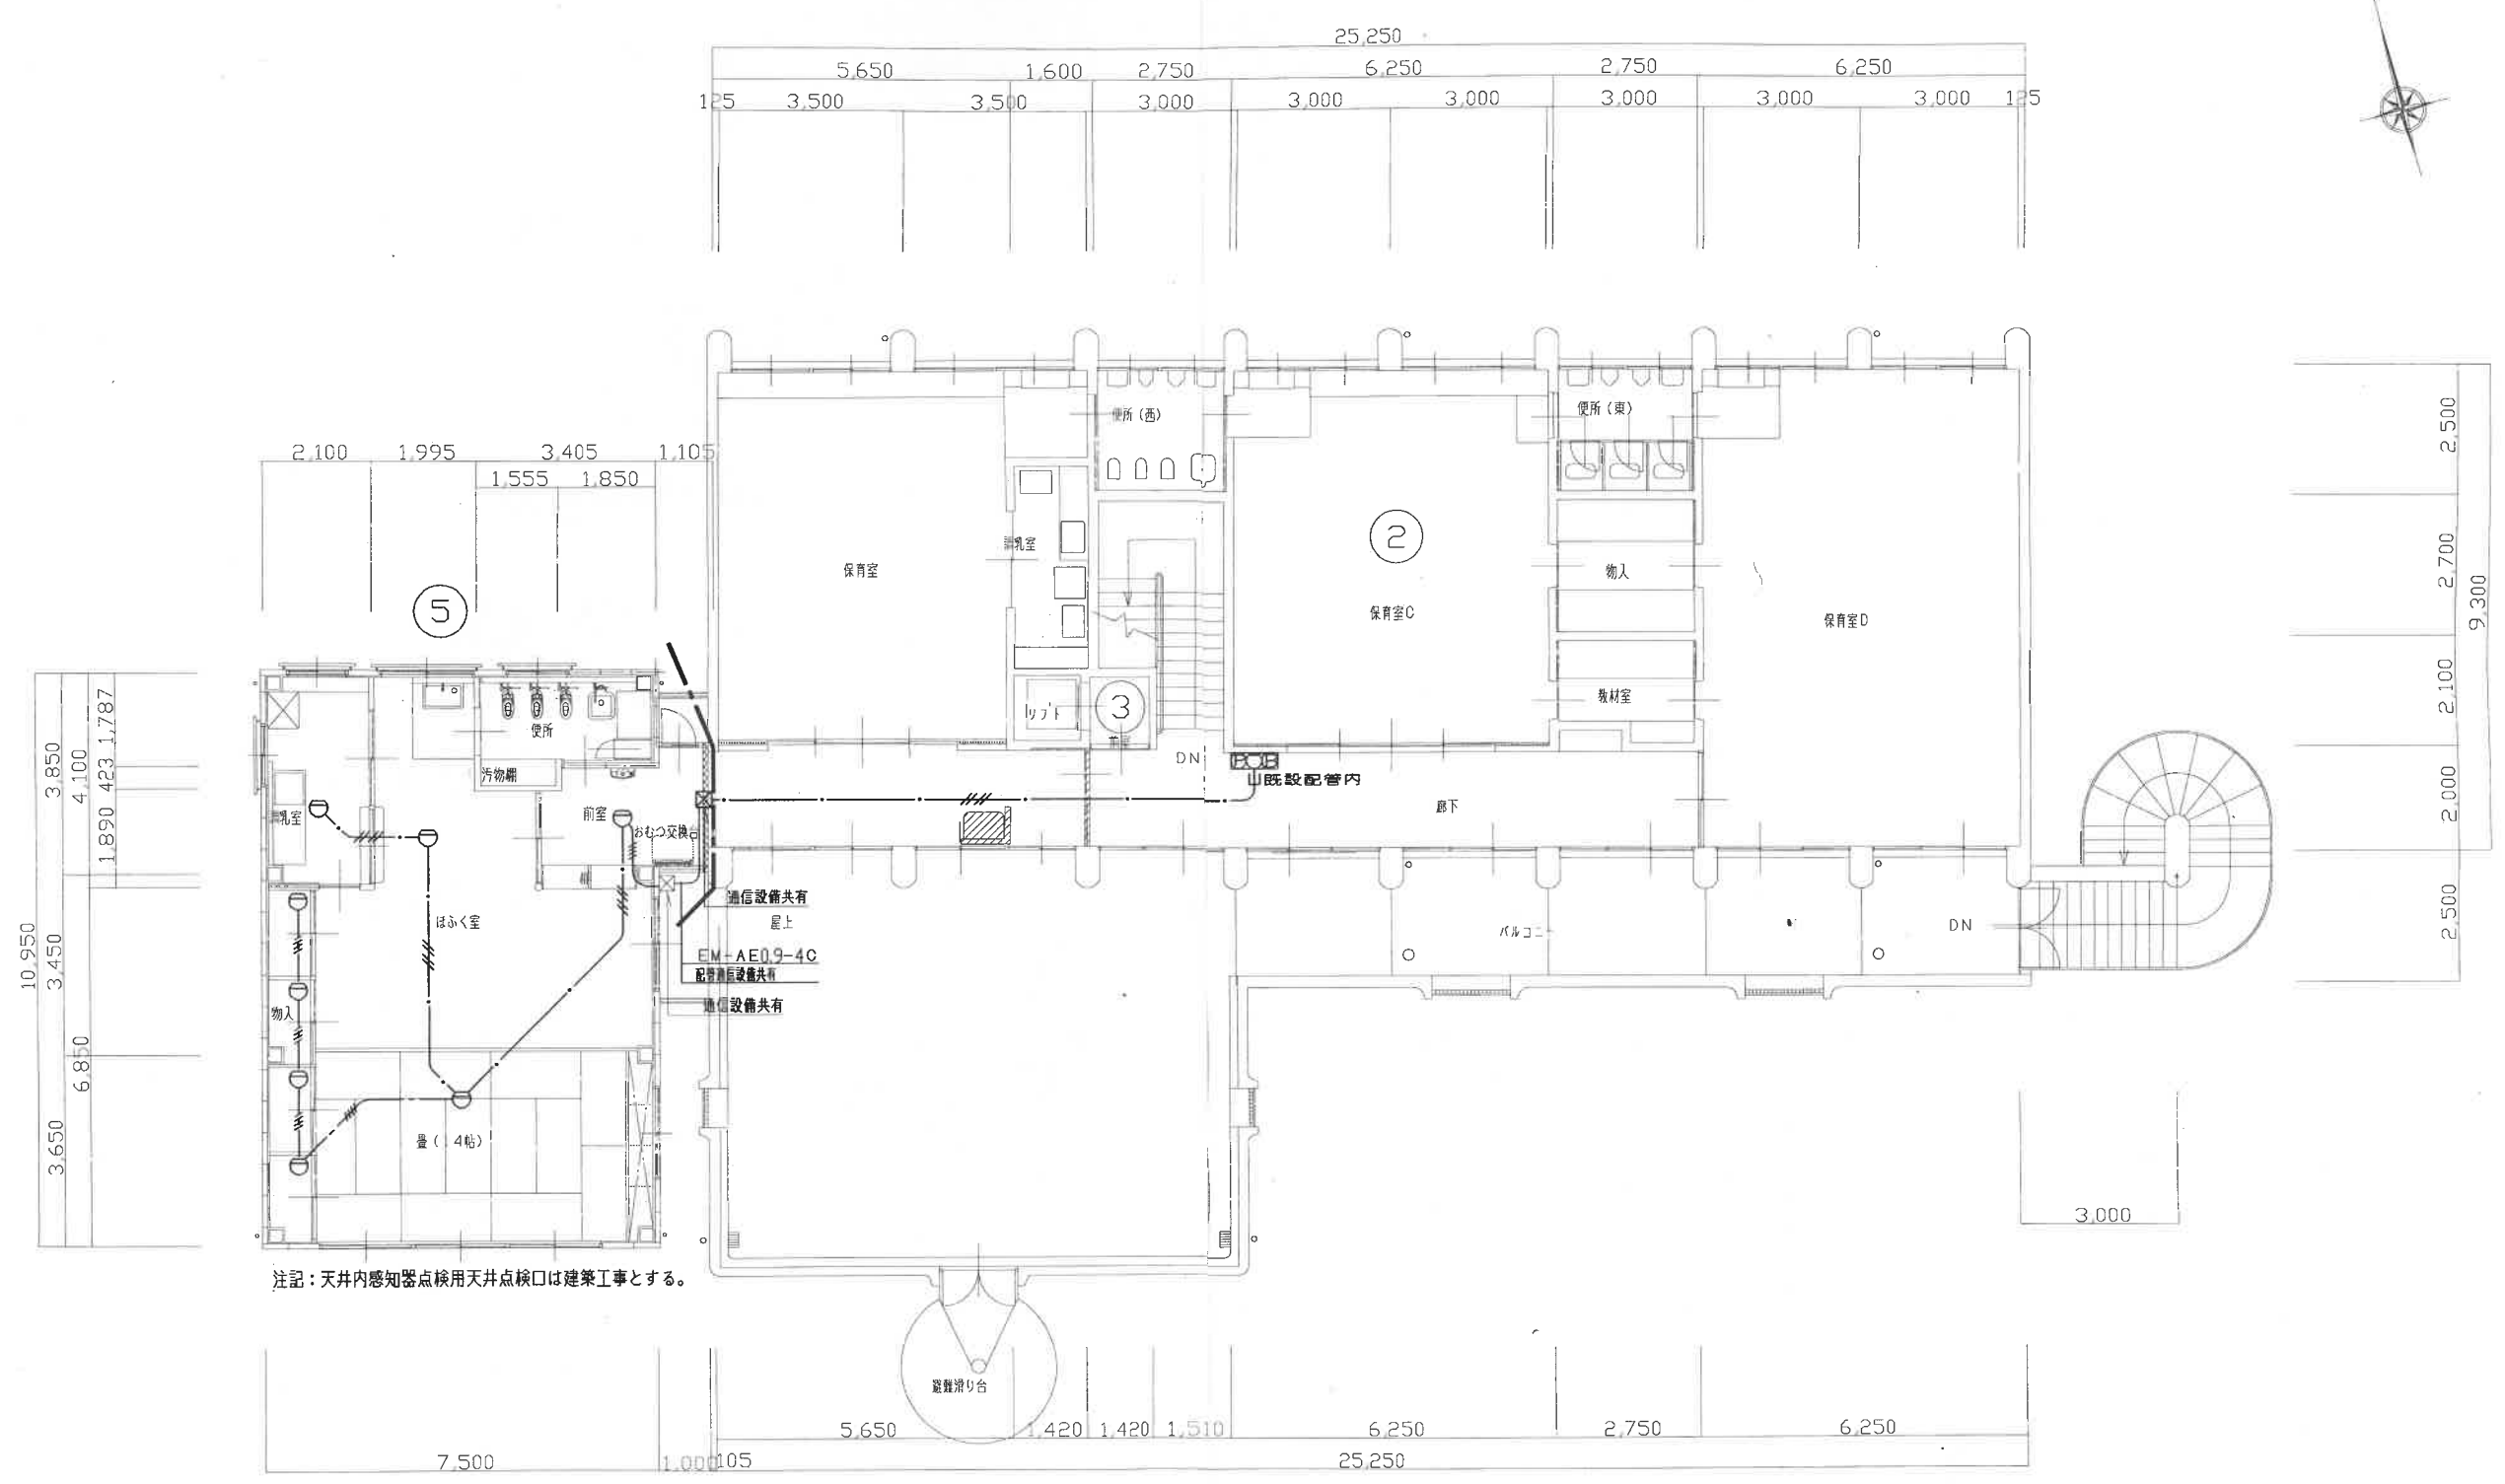 25,250
5,650 1,600 2,750 6,250 2,750 6,250
125 3,500 3,500 3,000 3,000 3,000 3,000 3,000 3,000 125
2,100 1,995 3,405 1,105
1,555 1,850
便所(西)
便所(東)
2,500
2,700
2,100
2,000
2,500
9,300
保育室
乳室
2
保育室C
物入
保育室D
教材室
リフト
3
DN
POB
既設配管内
廊下
5
1,787
423
1,890
3,850
4,100
3,450
10,950
6,850
3,650
便所
汚物棚
前室
おむつ交換台
乳室
ほふく室
物入
畳( 4帖)
通信設備共有
屋上
EM-AE0.9-4C
配管通信設備共有
通信設備共有
バルコニー
DN
3,000
注記:天井内感知器点検用天井点検口は建築工事とする。
避難滑り台
5,650 1,420 1,420 1,510 6,250 2,750 6,250
7,500 1,000 105 25,250